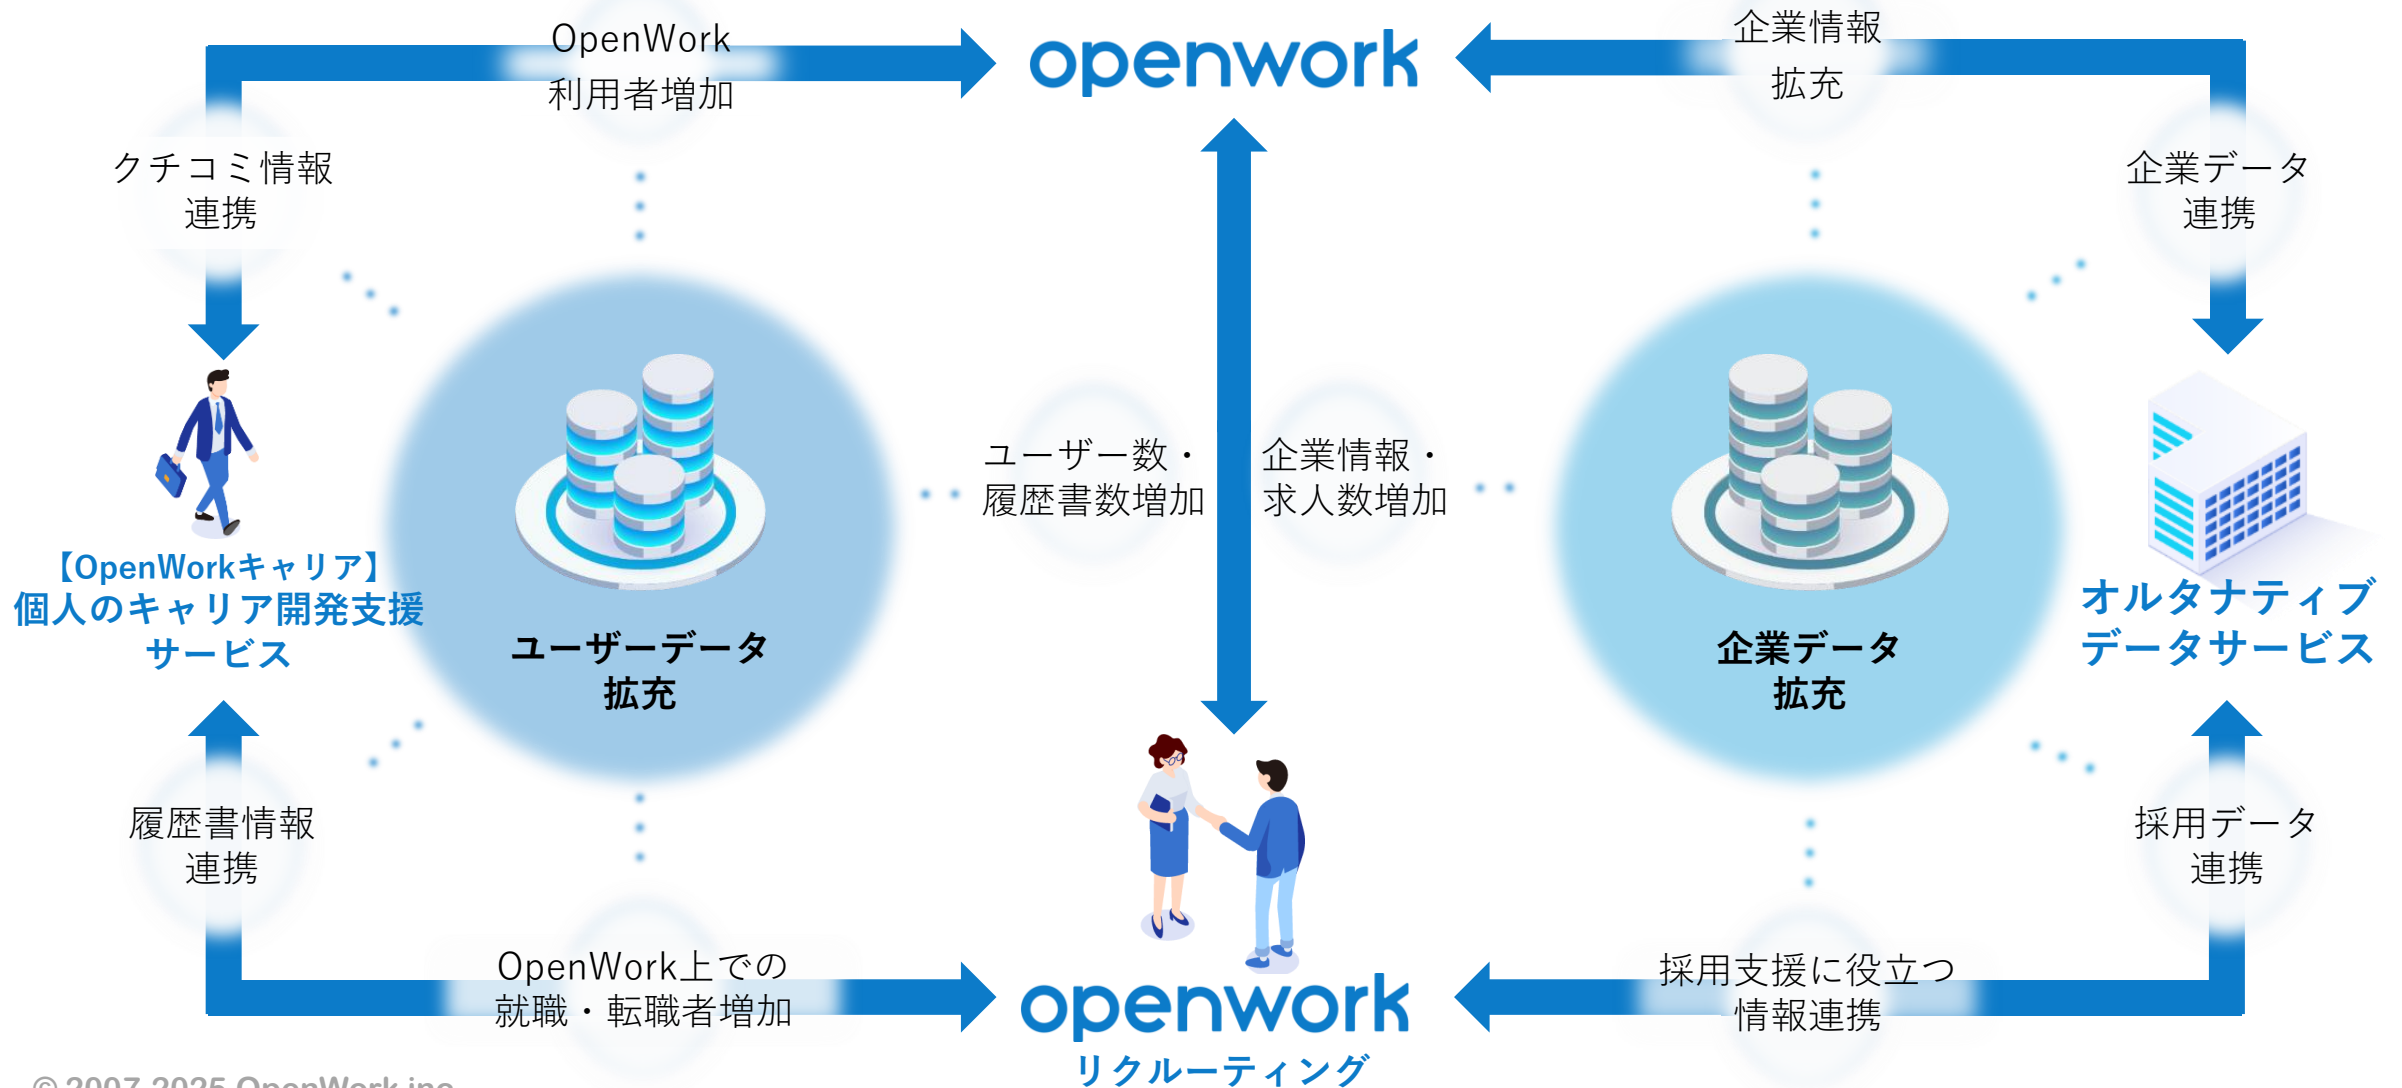 OpenWork
利用者増加
openwork
企業情報
拡充
クチコミ情報
連携
企業データ
連携
ユーザー数・
履歴書数増加
企業情報・
求人数増加
【OpenWorkキャリア】
個人のキャリア開発支援
サービス
ユーザーデータ
拡充
企業データ
拡充
オルタナティブ
データサービス
履歴書情報
連携
採用データ
連携
OpenWork上での
就職・転職者増加
採用支援に役立つ
情報連携
openwork
リクルーティング
© 2007-2025 OpenWork inc